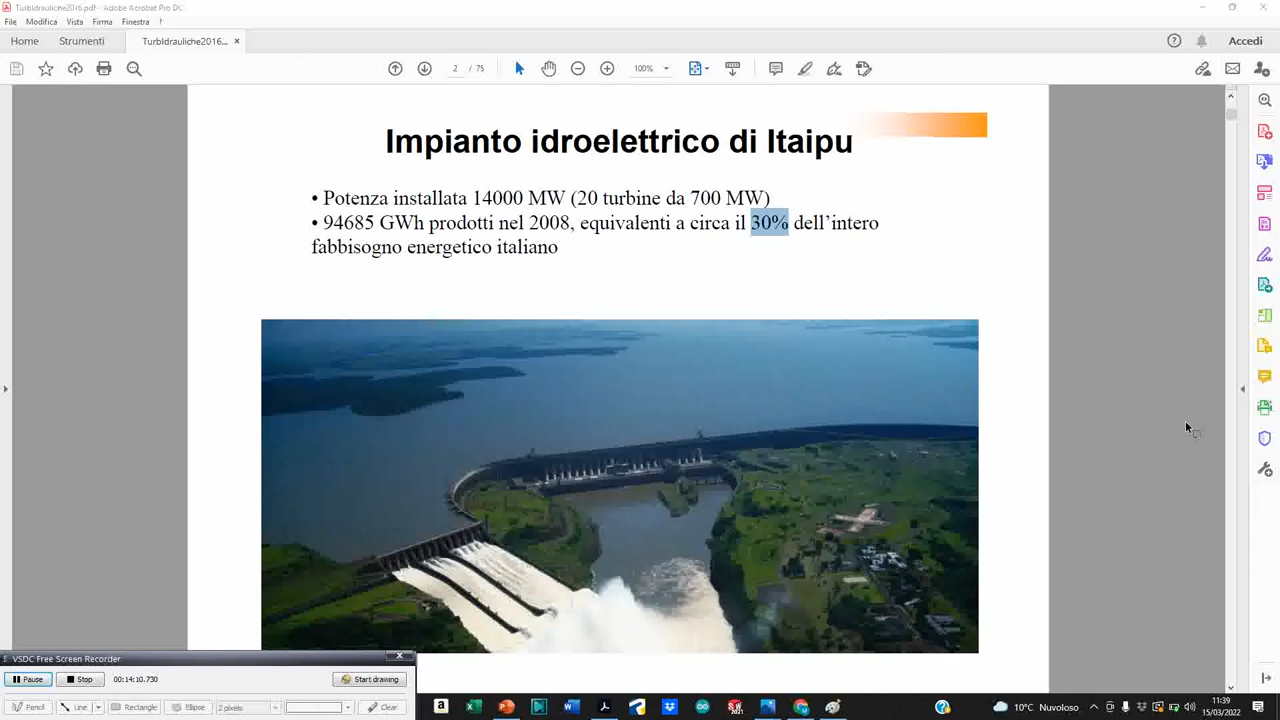 TurbIdrauliche2016.pdf - Adobe Acrobat Pro DC
File Modifica Vista Firma Finestra ?
Home Strumenti TurbIdrauliche2016... × Accedi
2 / 75 100%
Impianto idroelettrico di Itaipu
• Potenza installata 14000 MW (20 turbine da 700 MW)
• 94685 GWh prodotti nel 2008, equivalenti a circa il 30% dell’intero
fabbisogno energetico italiano
VSDC Free Screen Recorder
Pause Stop 00:14:10.730 Start drawing
Pencil Line Rectangle Ellipse 2 pixels Clear
10°C Nuvoloso 11:39
15/03/2022